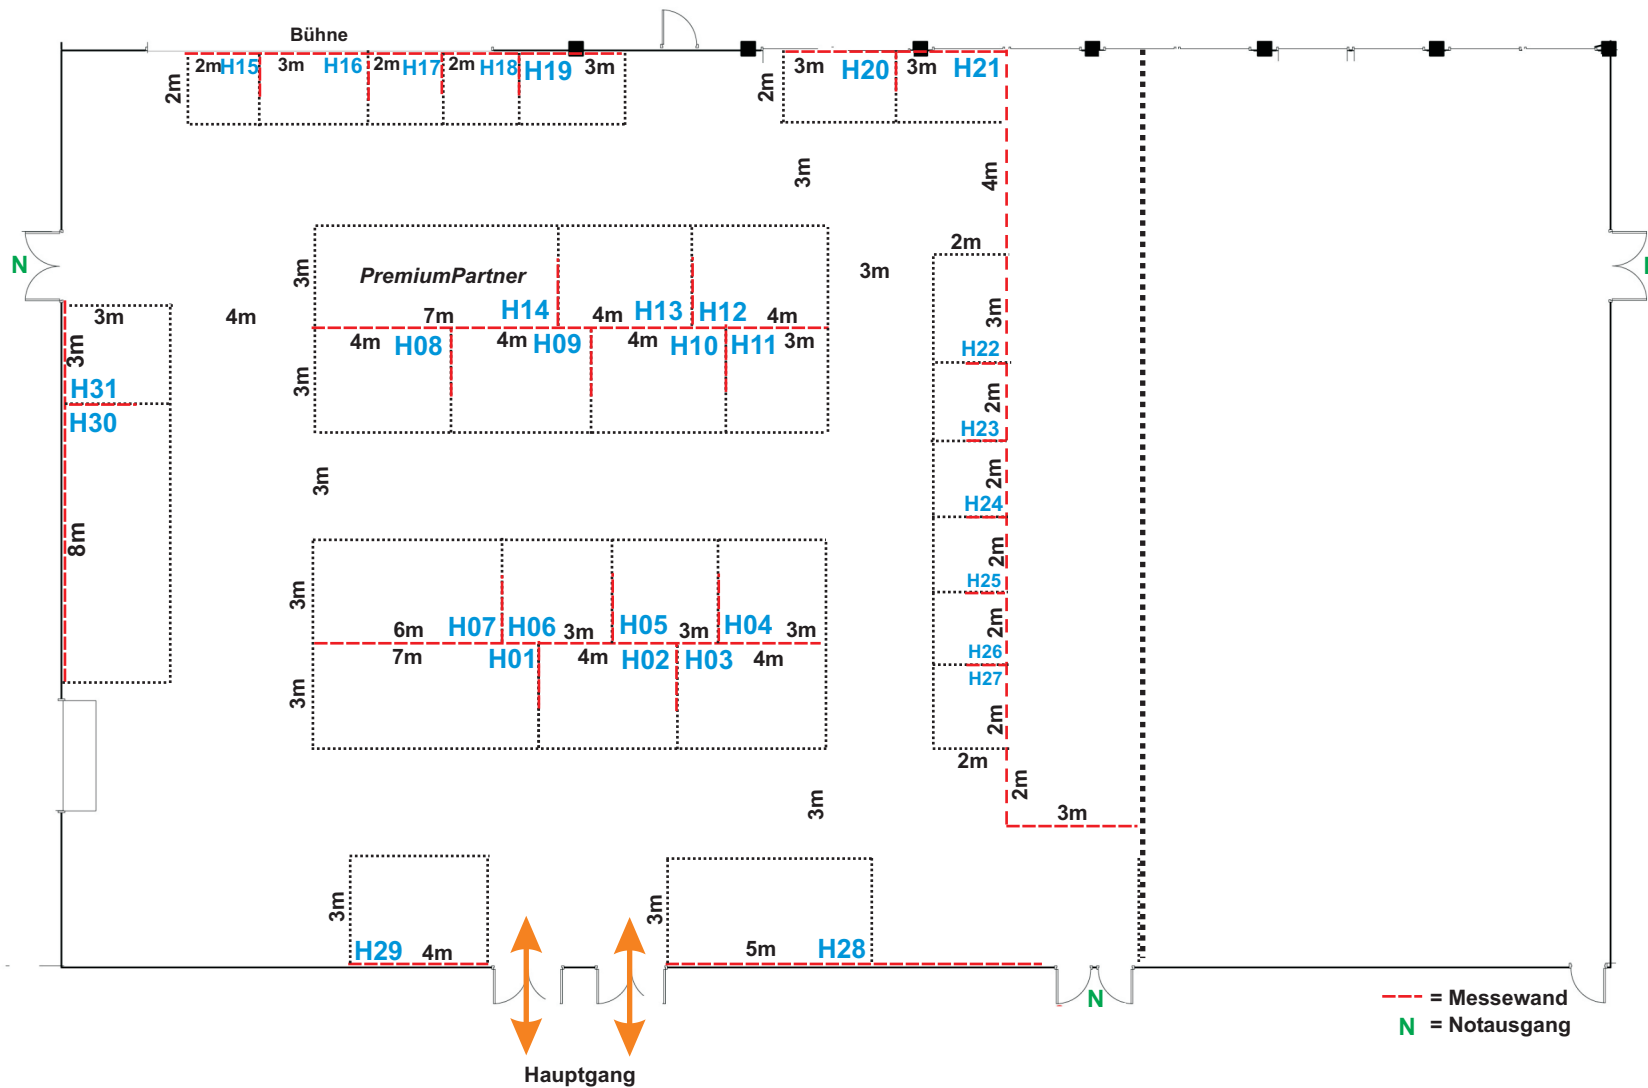 Bühne
2m H15 3m H16 2m H17 2m H18 H19 3m
2m
3m H20 3m H21
2m
3m
4m
N
N
2m
3m
PremiumPartner
3m
3m
4m
7m
H14
4m
H13
H12
4m
4m
H08
4m
H09
4m
H10
H11
3m
3m
3m
3m
H31
H30
8m
3m
H22
2m
H23
2m
H24
2m
H25
2m
H26
H27
2m
2m
3m
3m
6m
H07
H06
3m
H05
3m
H04
3m
7m
H01
4m
H02
H03
4m
3m
2m
3m
3m
3m
H29
4m
3m
5m
H28
N
Hauptgang
= Messewand
N = Notausgang